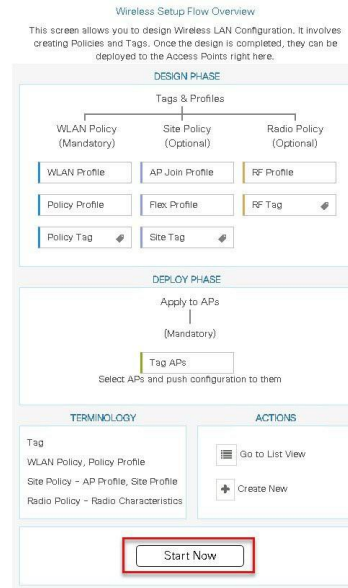 Wireless Setup Flow Overview
This screen allows you to design Wireless LAN Configuration. It involves
creating Policies and Tags. Once the design is completed, they can be
deployed to the Access Points right here.
DESIGN PHASE
Tags & Profiles
WLAN Policy
(Mandatory)
Site Policy
(Optional)
Radio Policy
(Optional)
WLAN Profile
AP Join Profile
RF Profile
Policy Profile
Flex Profile
RF Tag
Policy Tag
Site Tag
DEPLOY PHASE
Apply to APs
(Mandatory)
Tag APs
Select APs and push configuration to them
TERMINOLOGY
Tag
WLAN Policy, Policy Profile
Site Policy - AP Profile, Site Profile
Radio Policy - Radio Characteristics
ACTIONS
Go to List View
Create New
Start Now